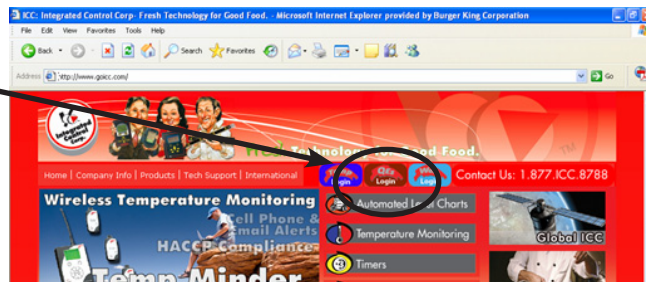 ICC: Integrated Control Corp- Fresh Technology for Good Food. - Microsoft Internet Explorer provided by Burger King Corporation
File Edit View Favorites Tools Help
Back Search Favorites
Address http://www.goicc.com/ Go
Integrated
Control
Corp.
Technology for Good Food.
TM
Home | Company Info | Products | Tech Support | International
Login
Login
Login
Contact Us: 1.877.ICC.8788
Wireless Temperature Monitoring
Cell Phone &
Email Alerts
HACCP Compliance
Temp Minder
Automated Level Charts
Temperature Monitoring
Timers
Global ICC